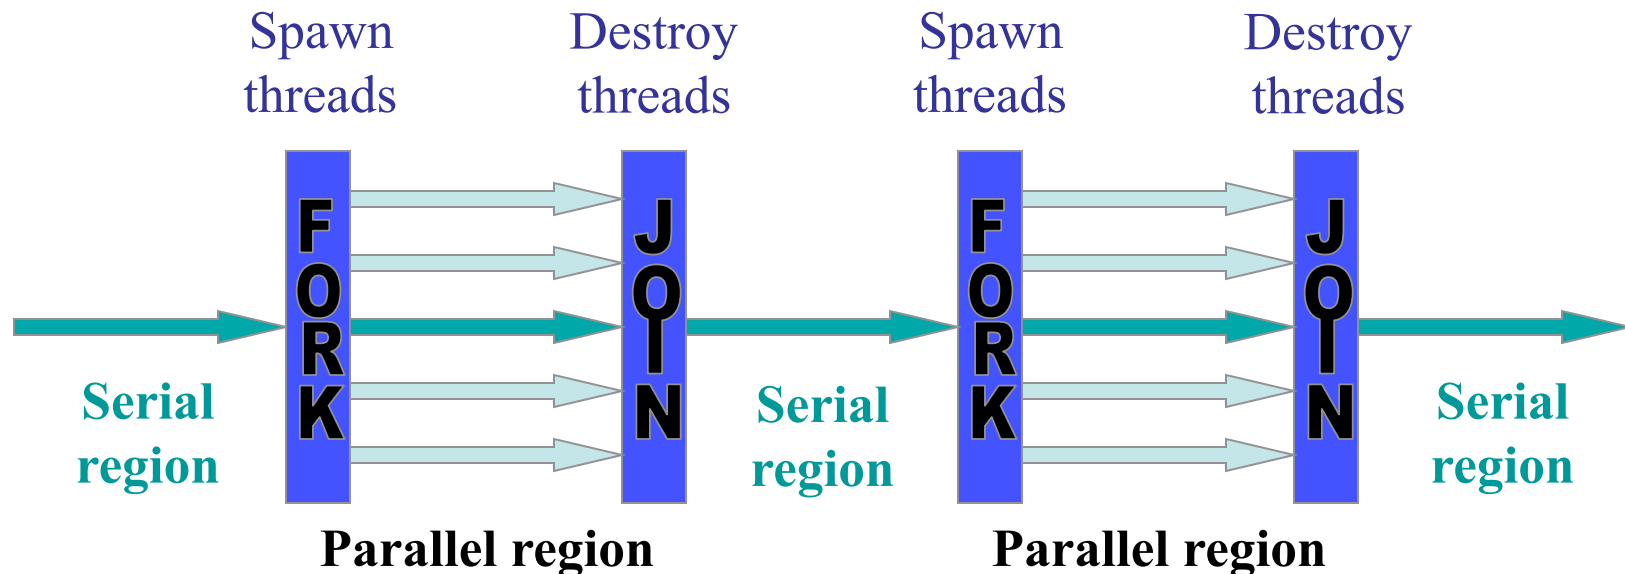 Spawn
threads
Destroy
threads
Spawn
threads
Destroy
threads
FORK
JOIN
FORK
JOIN
Serial
region
Serial
region
Serial
region
Parallel region
Parallel region